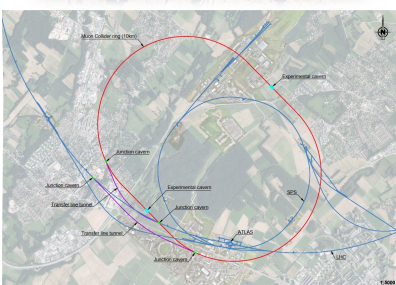 Muon Collider ring (10km)
Experimental cavern
Junction cavern
Junction cavern
Experimental cavern
Transfer line tunnel
Junction cavern
SPS
ATLAS
Transfer line tunnel
Junction cavern
LHC
1:5000